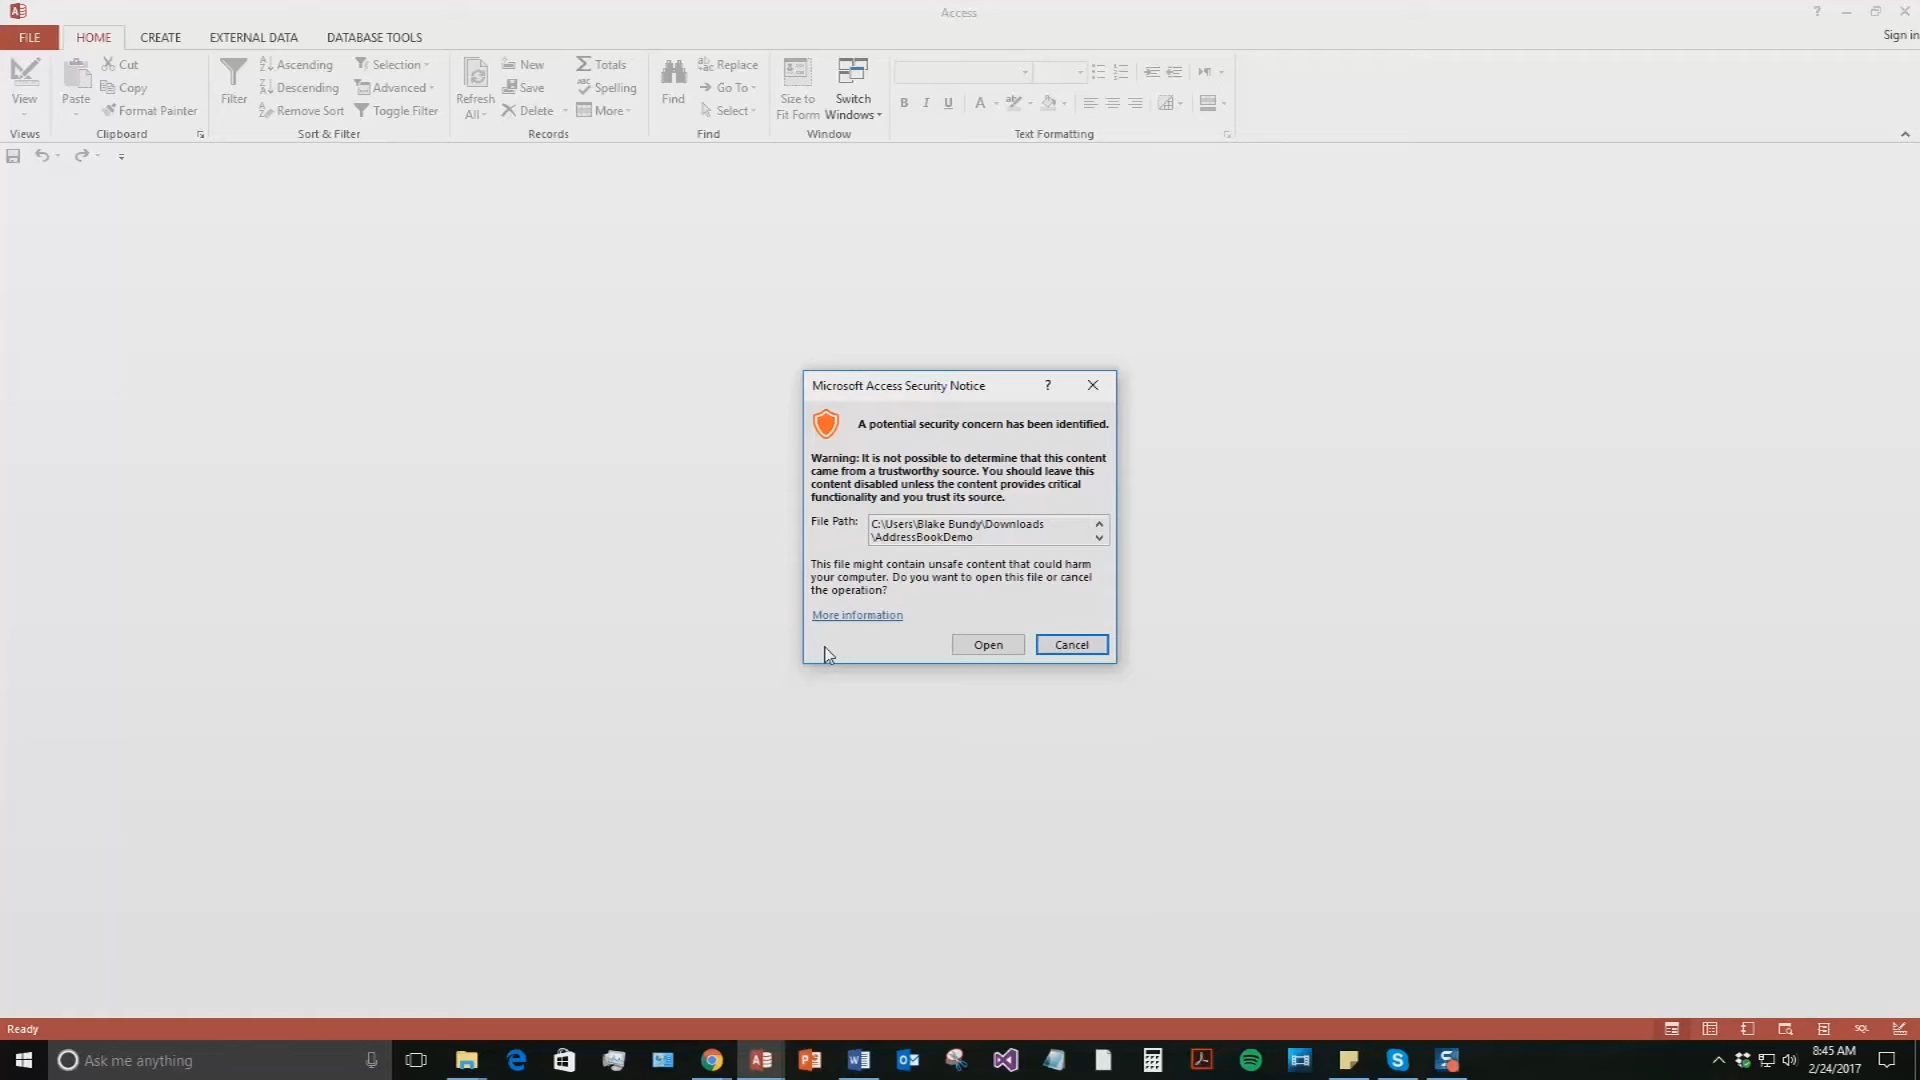 Access
Sign in
FILE
HOME
CREATE
EXTERNAL DATA
DATABASE TOOLS
View
Views
Paste
Cut
Copy
Format Painter
Clipboard
Filter
Ascending
Descending
Remove Sort
Selection
Advanced
Toggle Filter
Sort & Filter
Refresh
All
New
Save
Delete
Totals
Spelling
More
Records
Find
Replace
Go To
Select
Find
Size to
Fit Form
Switch
Windows
Window
B I U A
Text Formatting
Microsoft Access Security Notice
A potential security concern has been identified.
Warning: It is not possible to determine that this content
came from a trustworthy source. You should leave this
content disabled unless the content provides critical
functionality and you trust its source.
File Path: C:\Users\Blake Bundy\Downloads
\AddressBookDemo
This file might contain unsafe content that could harm
your computer. Do you want to open this file or cancel
the operation?
More information
Open
Cancel
Ready
SQL
Ask me anything
8:45 AM
2/24/2017